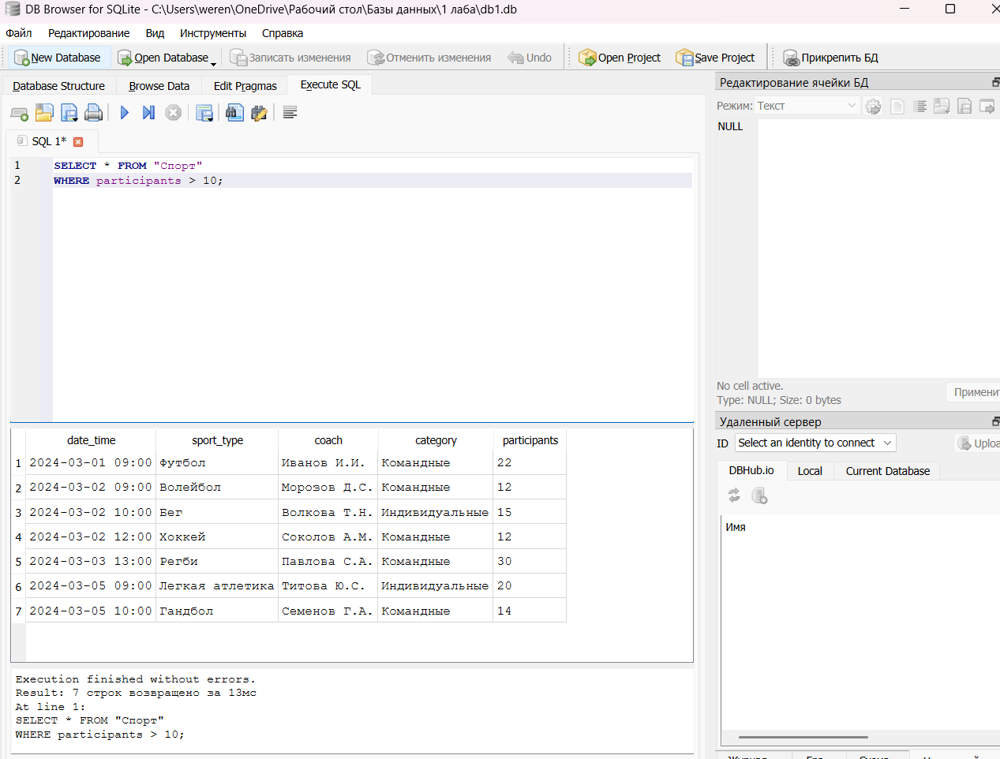 DB Browser for SQLite - C:\Users\weren\OneDrive\Рабочий стол\Базы данных\1 лаба\db1.db
Файл Редактирование Вид Инструменты Справка
New Database Open Database Записать изменения Отменить изменения Undo Open Project Save Project Прикрепить БД
Database Structure Browse Data Edit Pragmas Execute SQL
Редактирование ячейки БД
Режим: Текст
NULL
SQL 1*
1 SELECT * FROM "Спорт"
2 WHERE participants > 10;
No cell active.
Type: NULL; Size: 0 bytes
Применит
Удаленный сервер
ID Select an identity to connect Uploa
DBHub.io Local Current Database
Имя
date_time sport_type coach category participants
1 2024-03-01 09:00 Футбол Иванов И.И. Командные 22
2 2024-03-02 09:00 Волейбол Морозов Д.С. Командные 12
3 2024-03-02 10:00 Бег Волкова Т.Н. Индивидуальные 15
4 2024-03-02 12:00 Хоккей Соколов А.М. Командные 12
5 2024-03-03 13:00 Регби Павлова С.А. Командные 30
6 2024-03-05 09:00 Легкая атлетика Титова Ю.С. Индивидуальные 20
7 2024-03-05 10:00 Гандбол Семенов Г.А. Командные 14
Execution finished without errors.
Result: 7 строк возвращено за 13мс
At line 1:
SELECT * FROM "Спорт"
WHERE participants > 10;